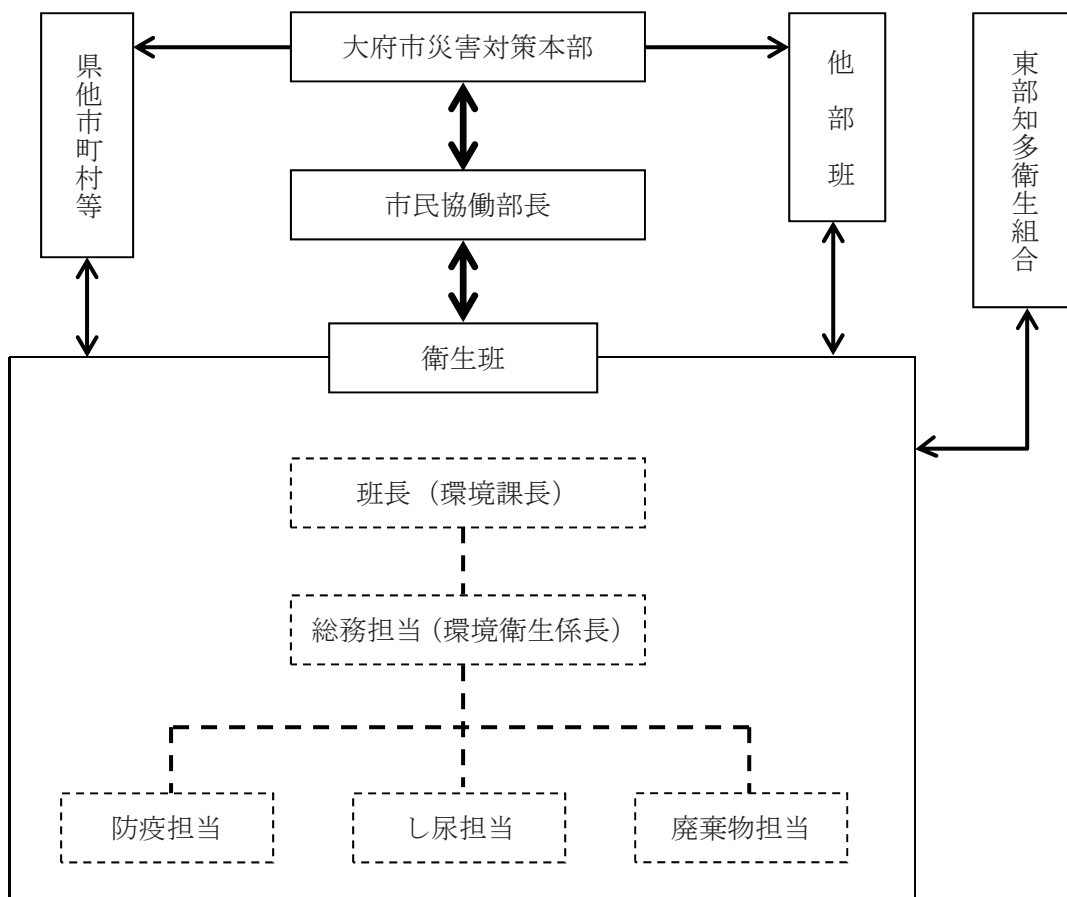 県他市町村等
大府市災害対策本部
他部班
東部知多衛生組合
市民協働部長
衛生班
班長（環境課長）
総務担当（環境衛生係長）
防疫担当
し尿担当
廃棄物担当